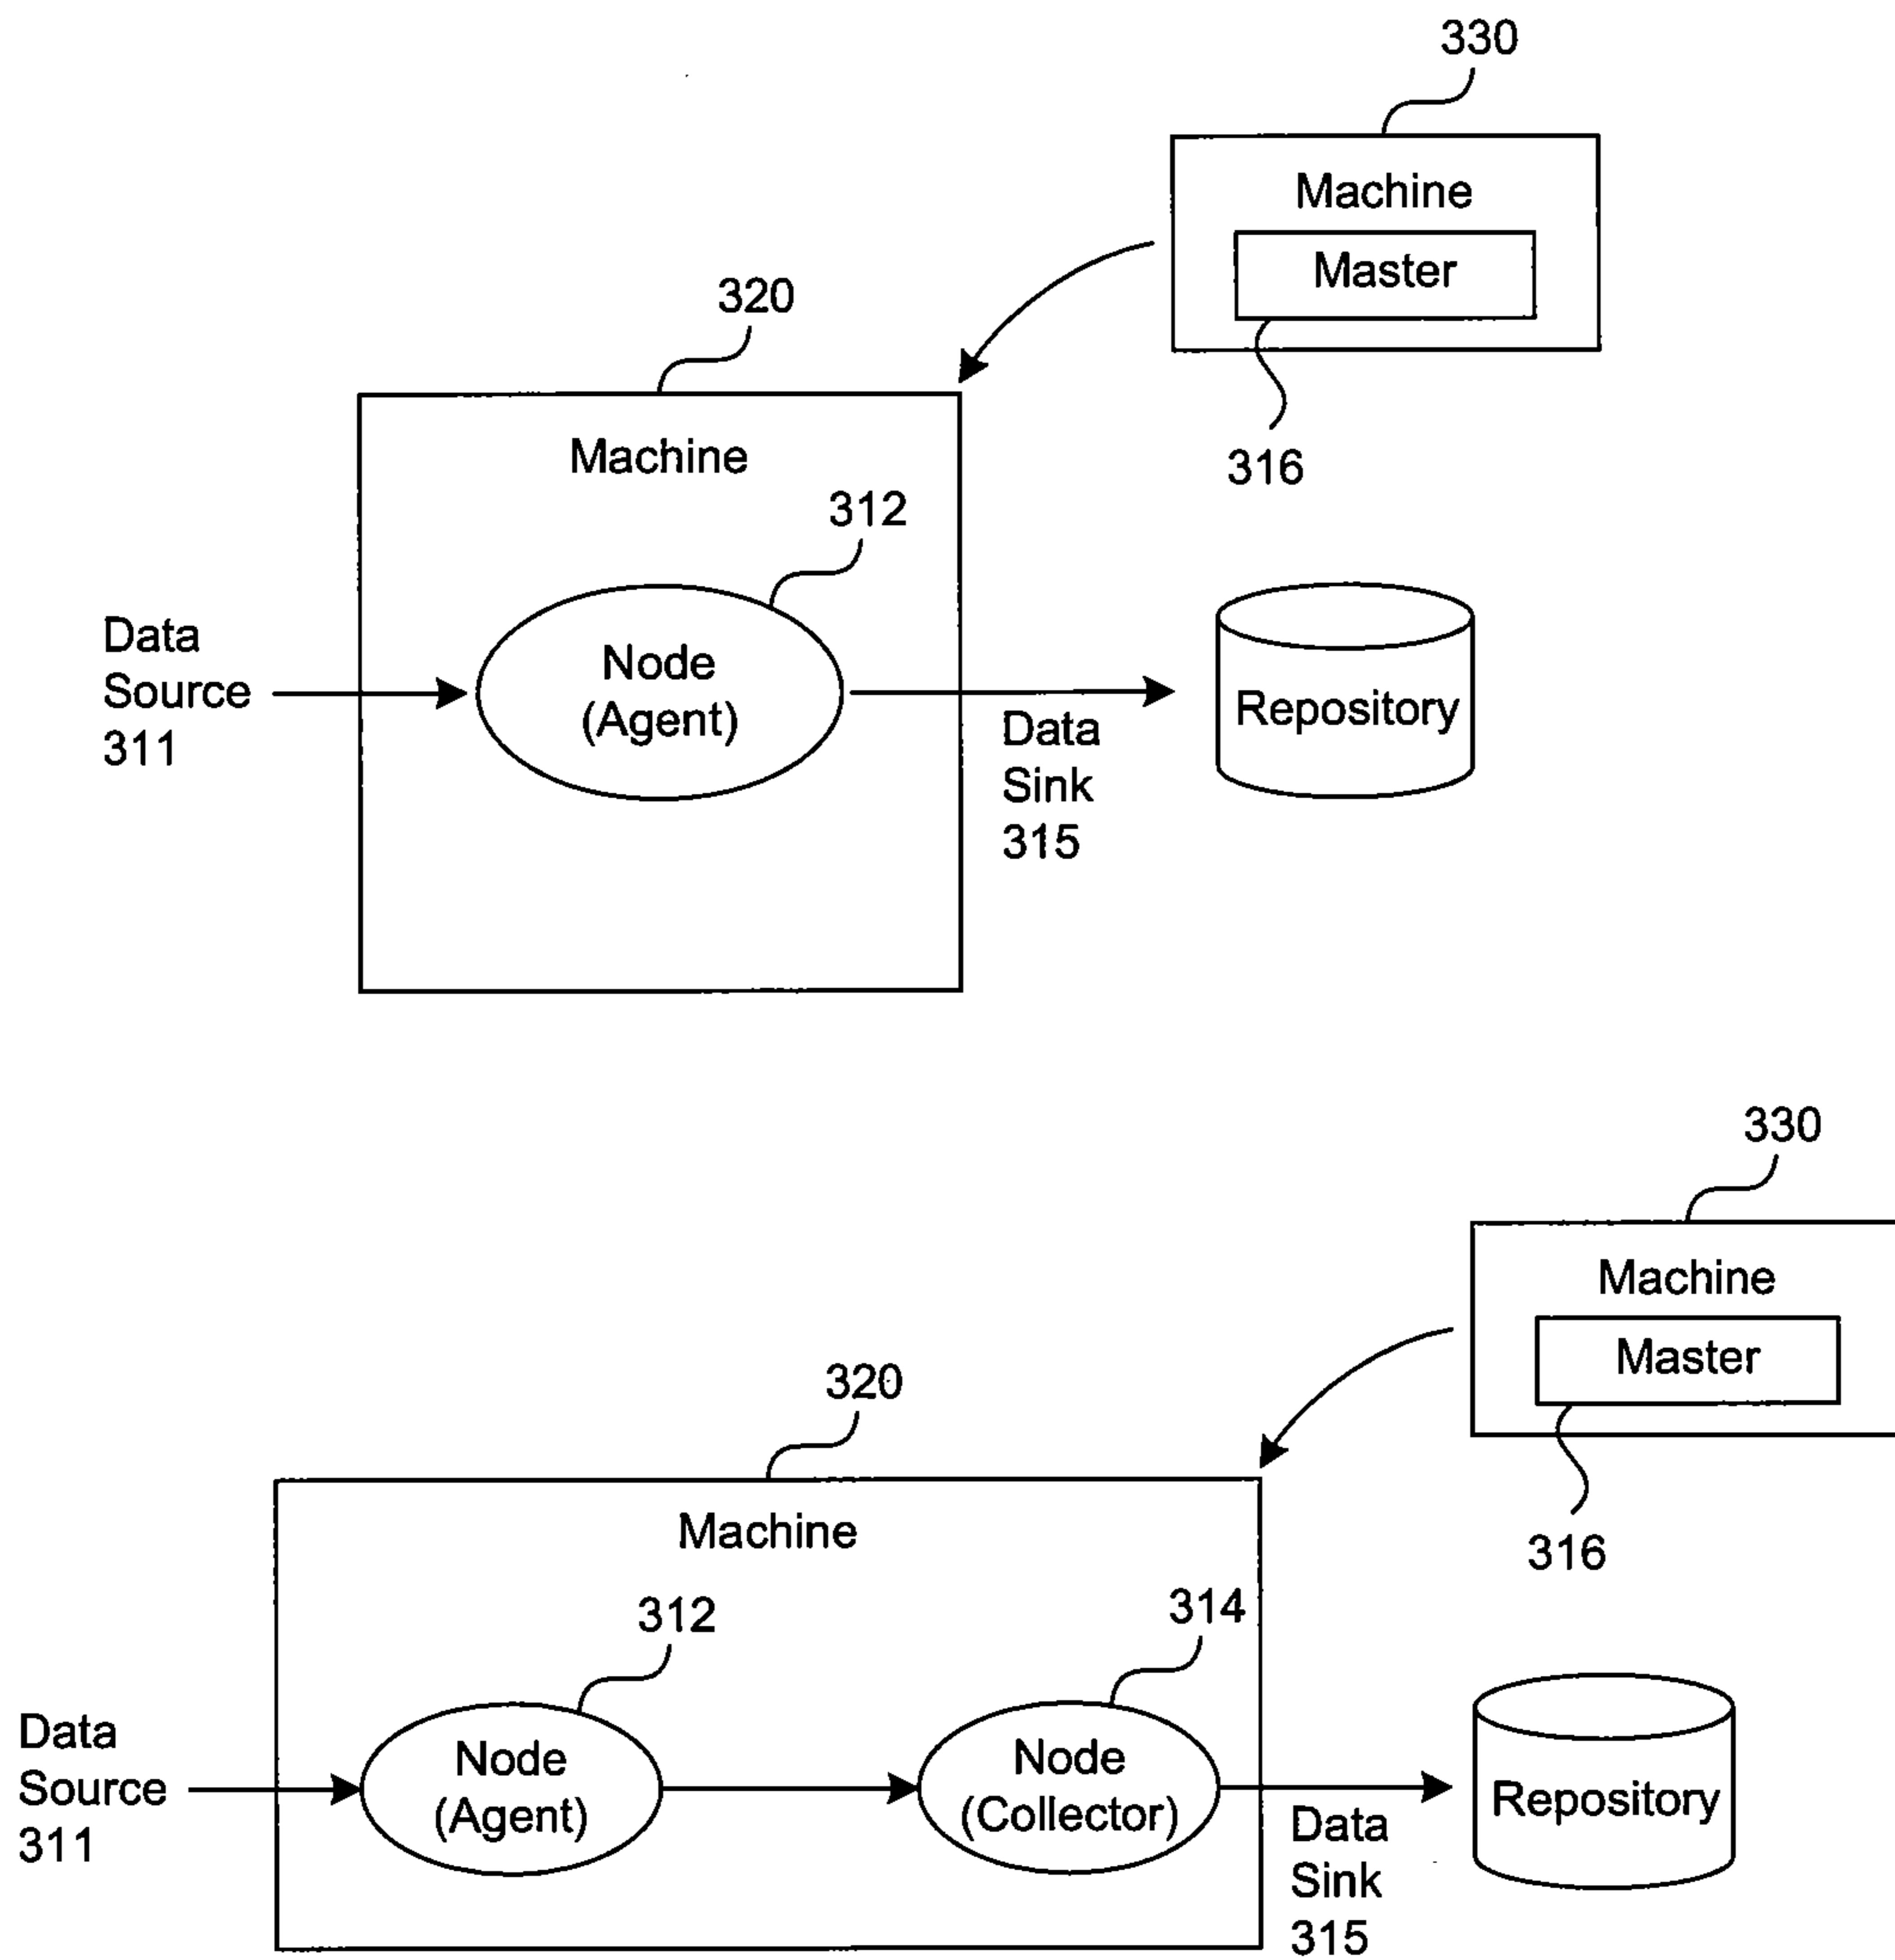 330
Machine
Master
316
320
Machine
312
Node
(Agent)
Data
Source
311
Data
Sink
315
Repository
330
Machine
Master
316
320
Machine
312
314
Data
Source
311
Node
(Agent)
Node
(Collector)
Data
Sink
315
Repository